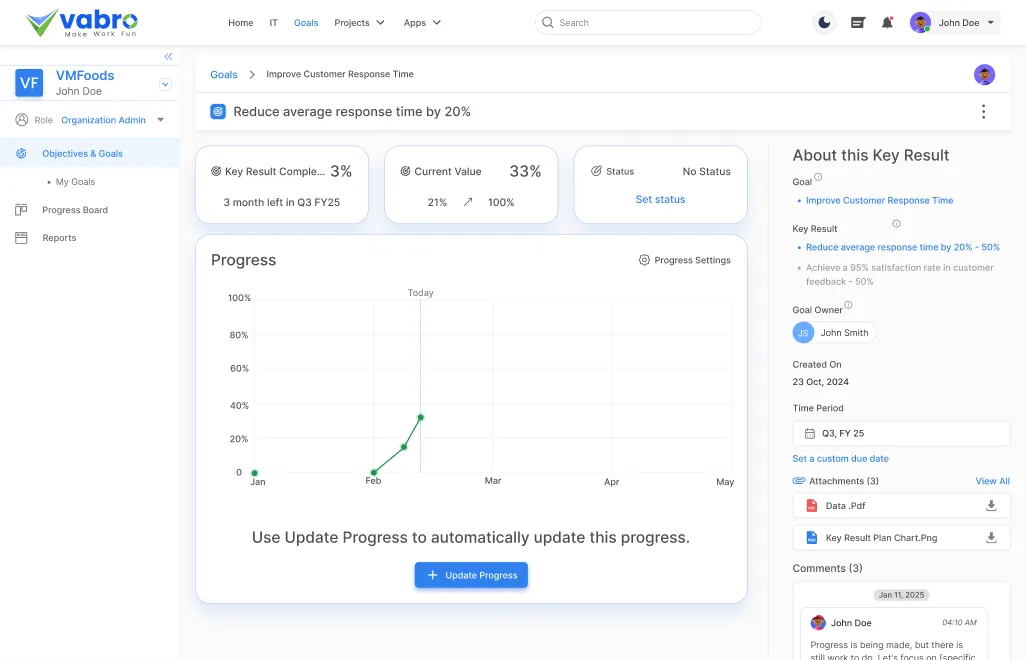 vabro
Make Work Fun
Home IT Goals Projects Apps
Search
John Doe
VF
VMFoods
John Doe
Role Organization Admin
Objectives & Goals
• My Goals
Progress Board
Reports
Goals > Improve Customer Response Time
Reduce average response time by 20%
Key Result Comple... 3%
3 month left in Q3 FY25
Current Value 33%
21% 100%
Status No Status
Set status
Progress
Progress Settings
Today
100%
80%
60%
40%
20%
0
Jan Feb Mar Apr May
Use Update Progress to automatically update this progress.
+ Update Progress
About this Key Result
Goal
• Improve Customer Response Time
Key Result
• Reduce average response time by 20% - 50%
• Achieve a 95% satisfaction rate in customer
feedback - 50%
Goal Owner
JS John Smith
Created On
23 Oct, 2024
Time Period
Q3, FY 25
Set a custom due date
Attachments (3) View All
Data .Pdf
Key Result Plan Chart.Png
Comments (3)
Jan 11, 2025
John Doe 04:10 AM
Progress is being made, but there is
still work to do. Let's focus on [specific